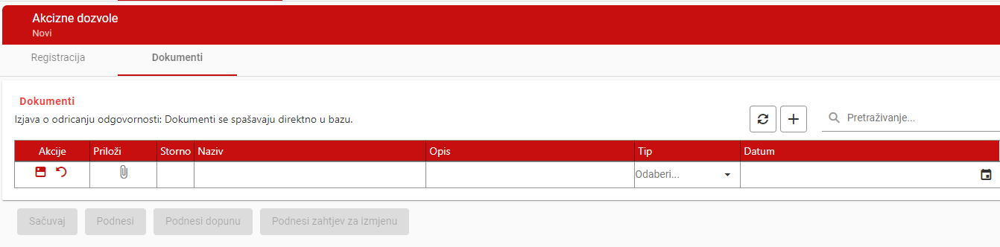 Akcizne dozvole
Novi
Registracija Dokumenti
Dokumenti
Izjava o odricanju odgovornosti: Dokumenti se spašavaju direktno u bazu.
Pretraživanje...
Akcije Priloži Storno Naziv Opis Tip Datum
Odaberi...
Sačuvaj Podnesi Podnesi dopunu Podnesi zahtjev za izmjenu